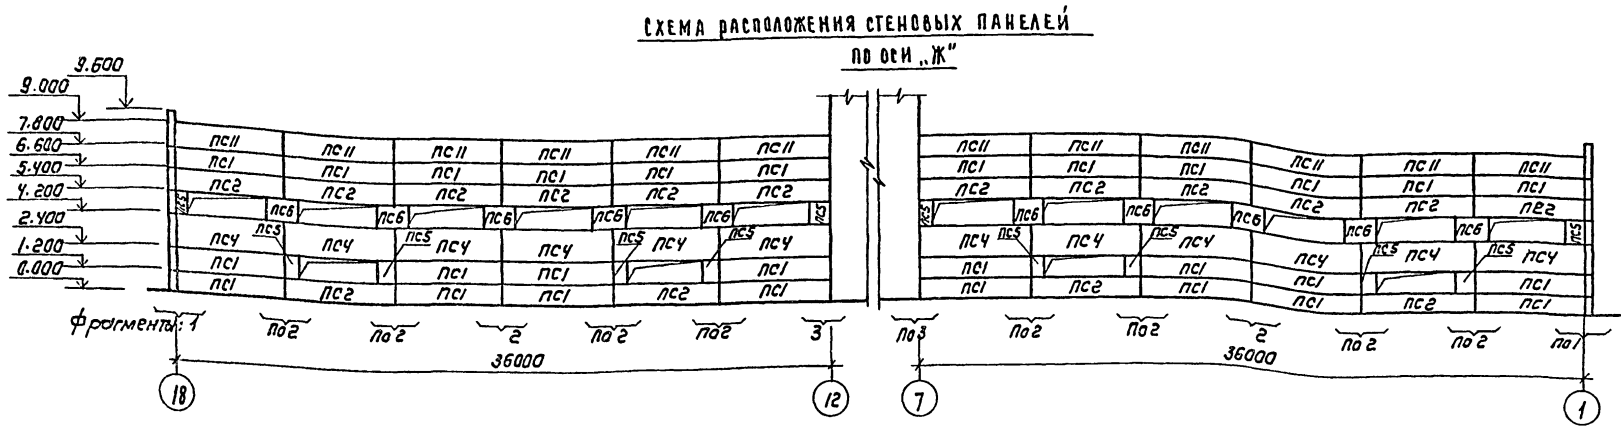 СХЕМА РАСПОЛОЖЕНИЯ СТЕНОВЫХ ПАНЕЛЕЙ
ПО ОСИ „Ж"
9.600
9.000
7.800
6.600
5.400
4.200
2.400
1.200
0.000
ПС11 ПС11 ПС11 ПС11 ПС11 ПС11 ПС11 ПС11 ПС11 ПС11 ПС11 ПС11
ПС1 ПС1 ПС1 ПС1 ПС1 ПС1 ПС1 ПС1 ПС1 ПС1 ПС1 ПС1
ПС2 ПС2 ПС2 ПС2 ПС2 ПС2 ПС2 ПС2 ПС2 ПС2 ПС2 ПС2
ПС5 ПС6 ПС6 ПС6 ПС6 ПС6 ПС5 ПС5 ПС6 ПС6 ПС6 ПС6 ПС6 ПС5
ПС4 ПС5 ПС4 ПС5 ПС4 ПС4 ПС5 ПС4 ПС5 ПС4 ПС4 ПС5 ПС4 ПС5 ПС4 ПС4 ПС5 ПС4 ПС5 ПС4
ПС1 ПС1 ПС1 ПС1 ПС1 ПС1 ПС1 ПС1
ПС1 ПС2 ПС1 ПС1 ПС2 ПС1 ПС1 ПС2 ПС1 ПС1 ПС2 ПС1
Фрагменты: 1 по 2 по 2 2 по 2 по 2 3 по 3 по 2 по 2 2 по 2 по 2 по 1
36000 36000
18 12 7 1